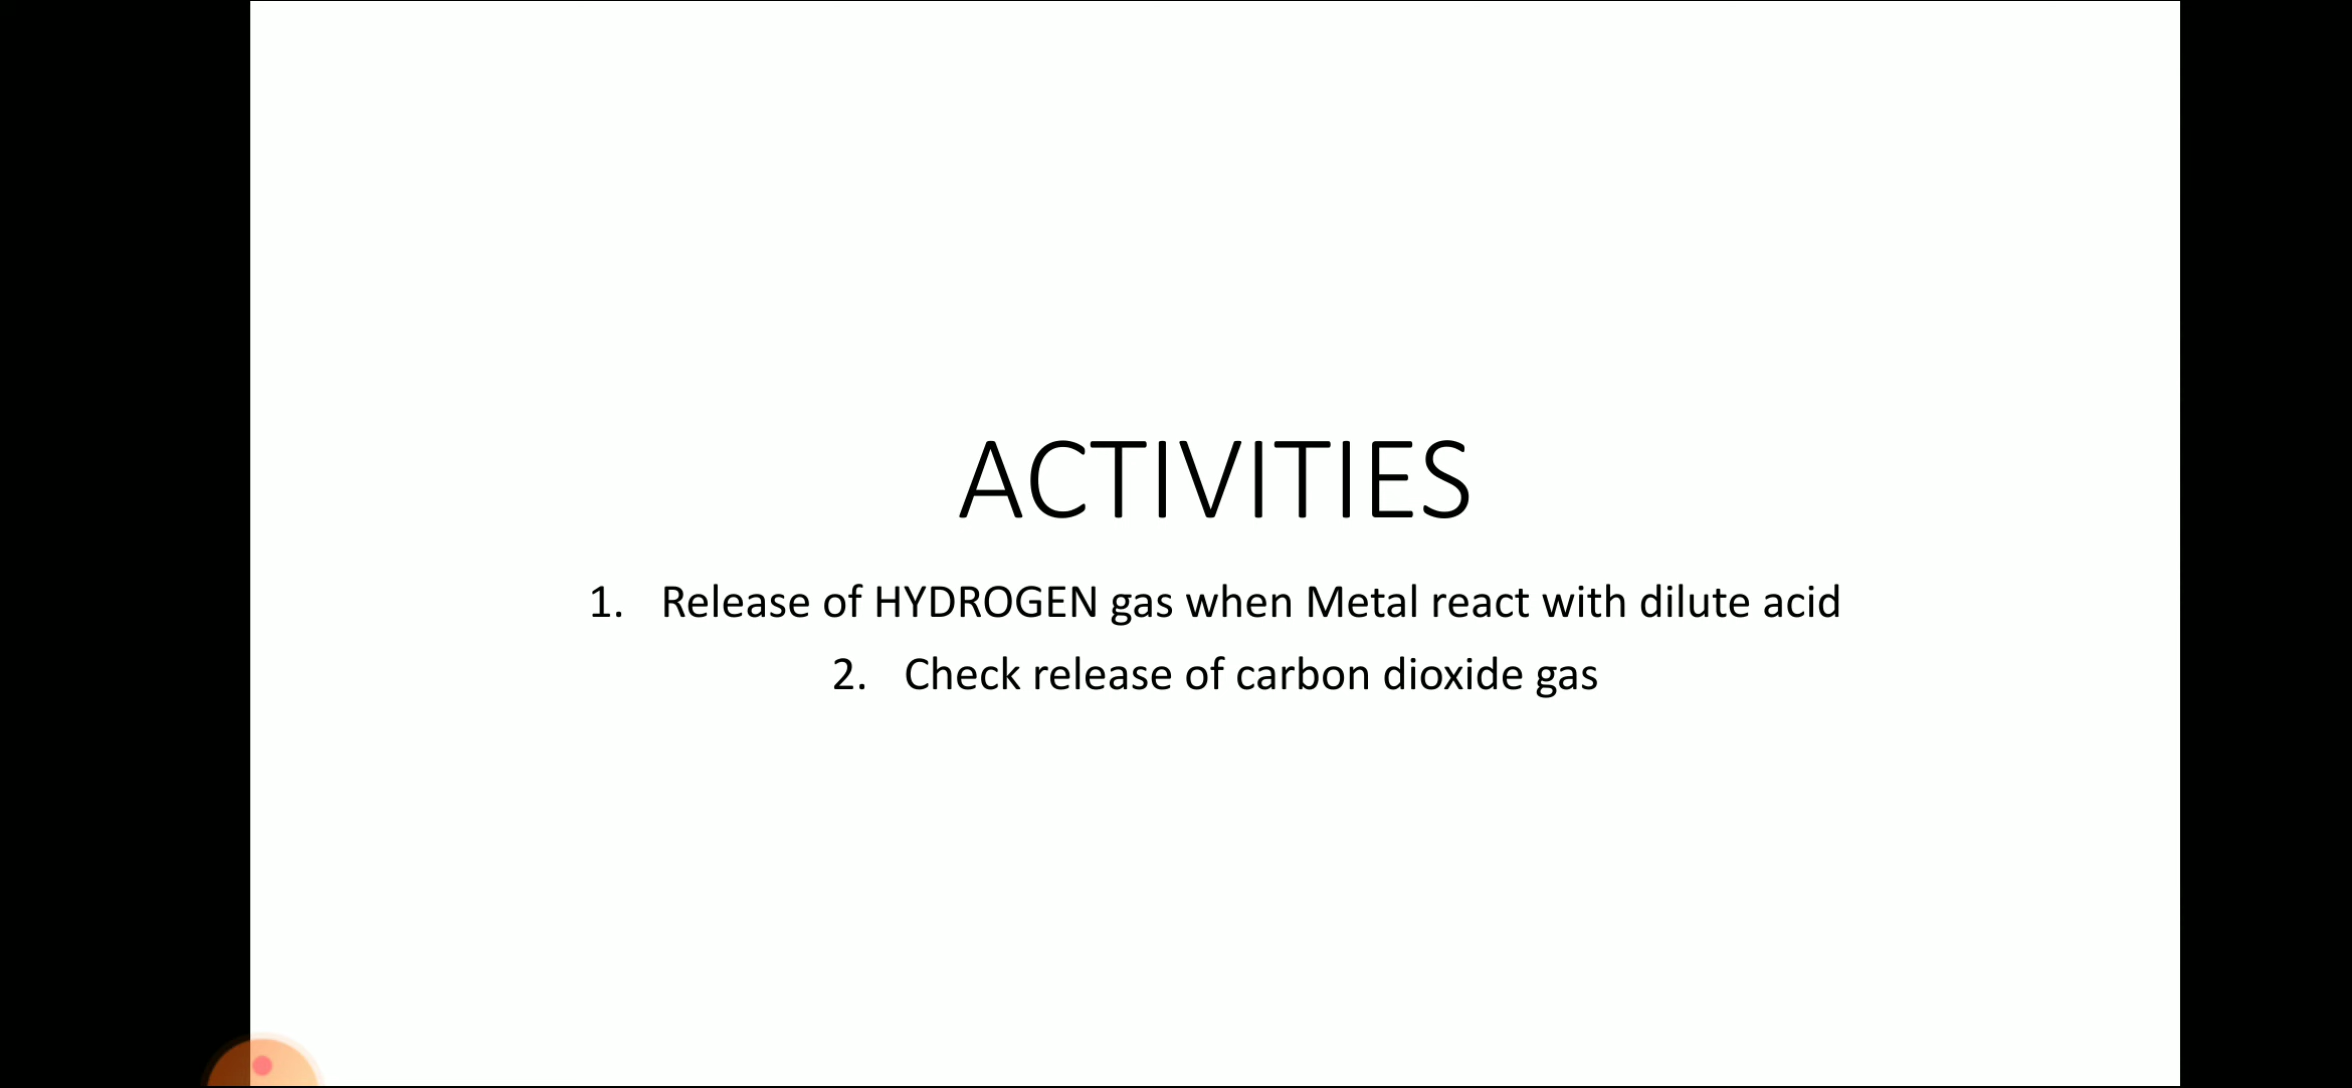 ACTIVITIES
1. Release of HYDROGEN gas when Metal react with dilute acid
2. Check release of carbon dioxide gas